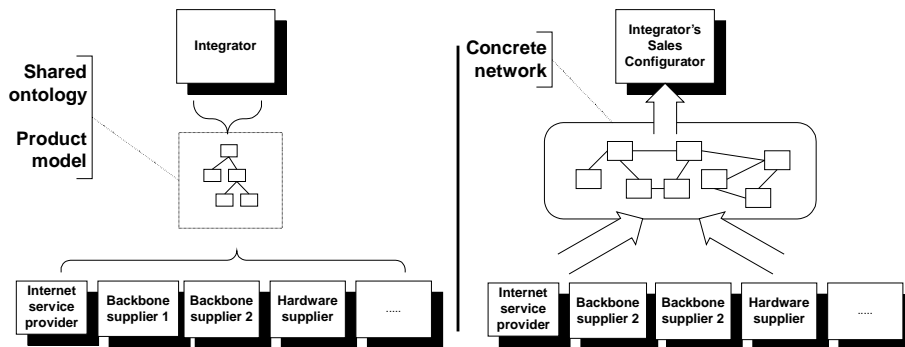 Integrator
Shared
ontology
Product
model
Internet
service
provider
Backbone
supplier 1
Backbone
supplier 2
Hardware
supplier
.....
Concrete
network
Integrator's
Sales
Configurator
Internet
service
provider
Backbone
supplier 2
Backbone
supplier 2
Hardware
supplier
.....